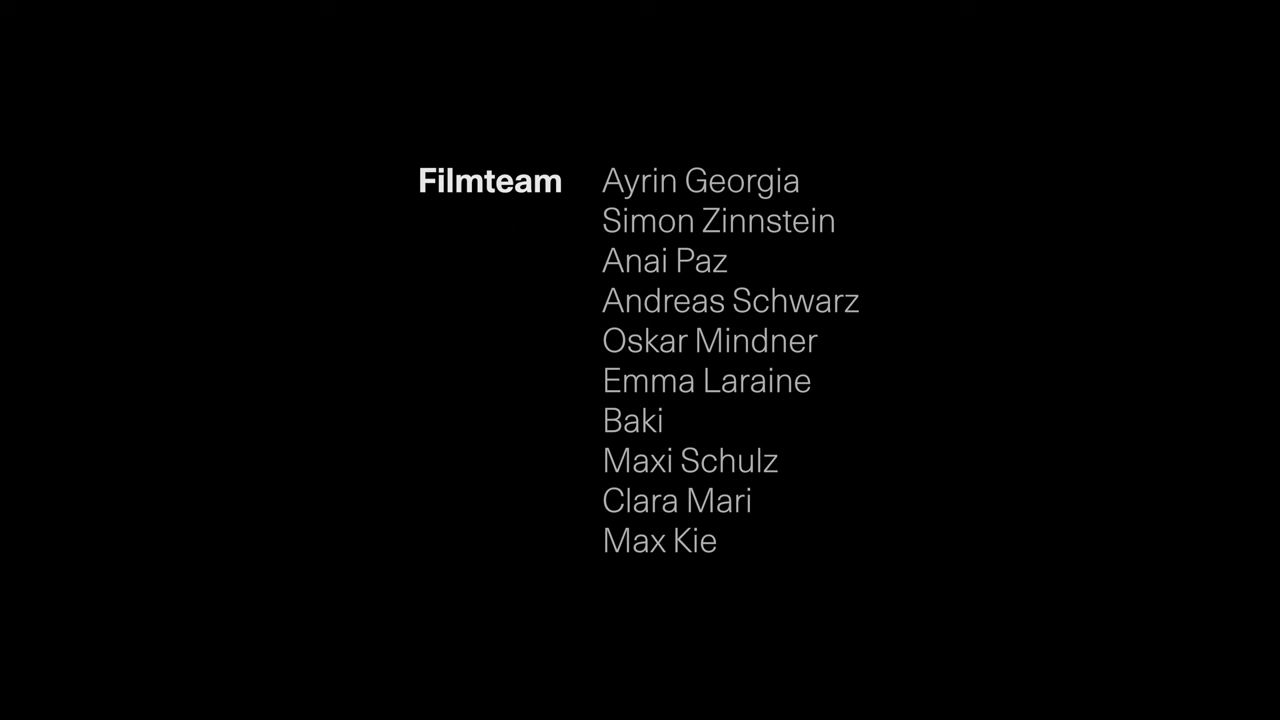 Filmteam Ayrin Georgia
Simon Zinnstein
Anai Paz
Andreas Schwarz
Oskar Mindner
Emma Laraine
Baki
Maxi Schulz
Clara Mari
Max Kie